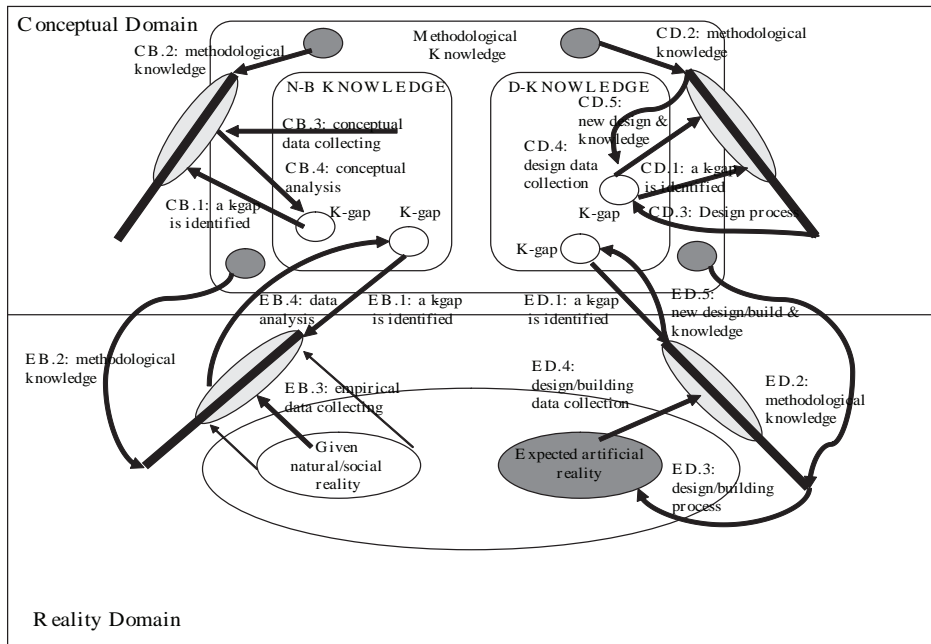 Conceptual Domain
CB.2: methodological
knowledge
Methodological
Knowledge
CD.2: methodological
knowledge
N-B KNOWLEDGE
D-KNOWLEDGE
CB.3: conceptual
data collecting
CB.4: conceptual
analysis
CB.1: a kgap
is identified
K-gap
K-gap
CD.5:
new design &
knowledge
CD.4:
design data
collection
CD.1: a kgap
is identified
K-gap
CD.3: Design process
K-gap
EB.4: data
analysis
EB.1: a kgap
is identified
ED.1: a kgap
is identified
ED.5:
new design/build &
knowledge
EB.2: methodological
knowledge
EB.3: empirical
data collecting
ED.4:
design/building
data collection
ED.2:
methodological
knowledge
Given
natural/social
reality
Expected artificial
reality
ED.3:
design/building
process
Reality Domain